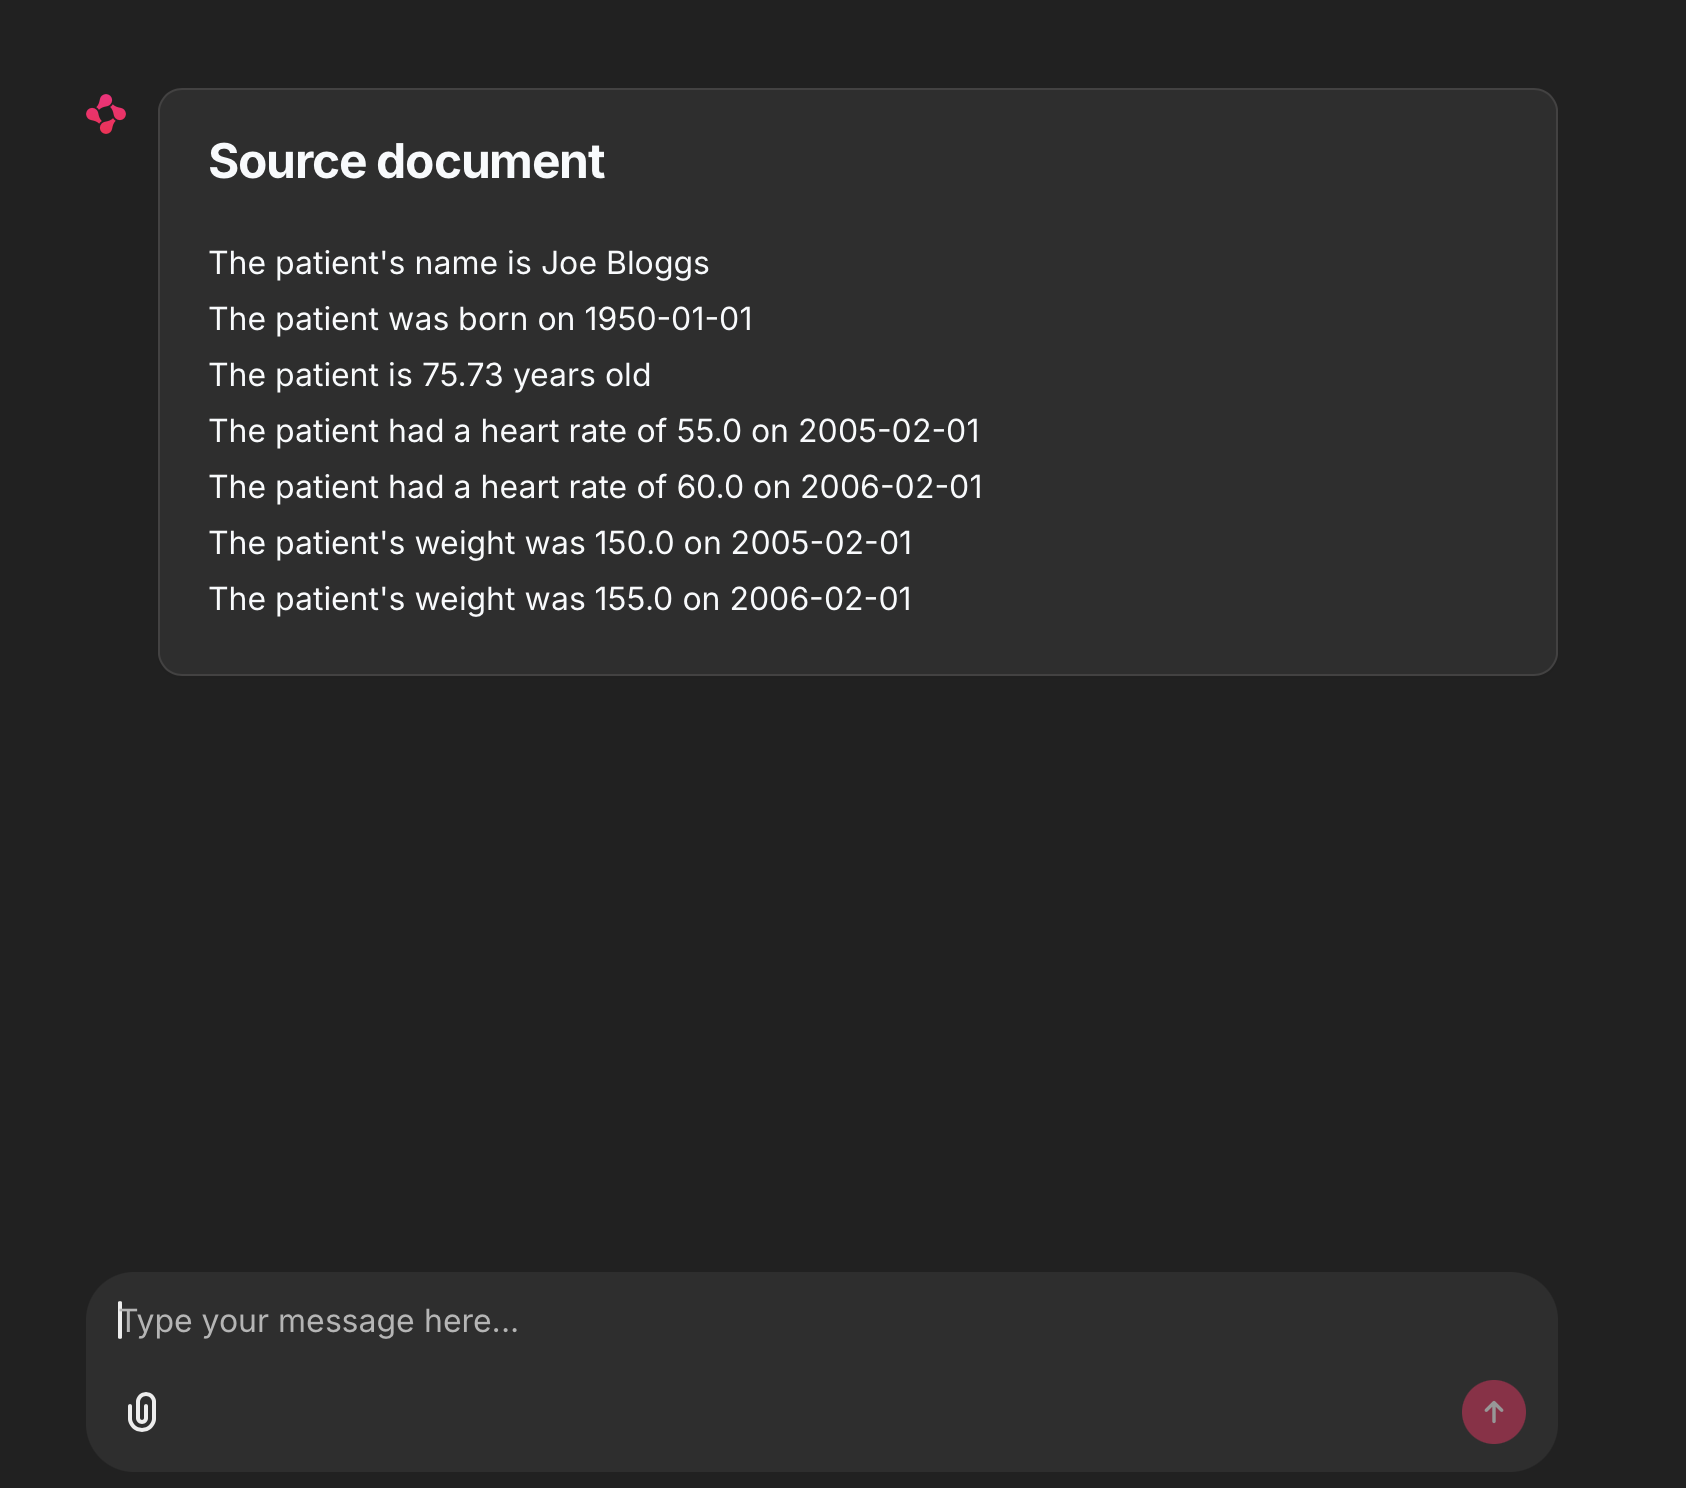 Source document
The patient's name is Joe Bloggs
The patient was born on 1950-01-01
The patient is 75.73 years old
The patient had a heart rate of 55.0 on 2005-02-01
The patient had a heart rate of 60.0 on 2006-02-01
The patient's weight was 150.0 on 2005-02-01
The patient's weight was 155.0 on 2006-02-01
Type your message here...